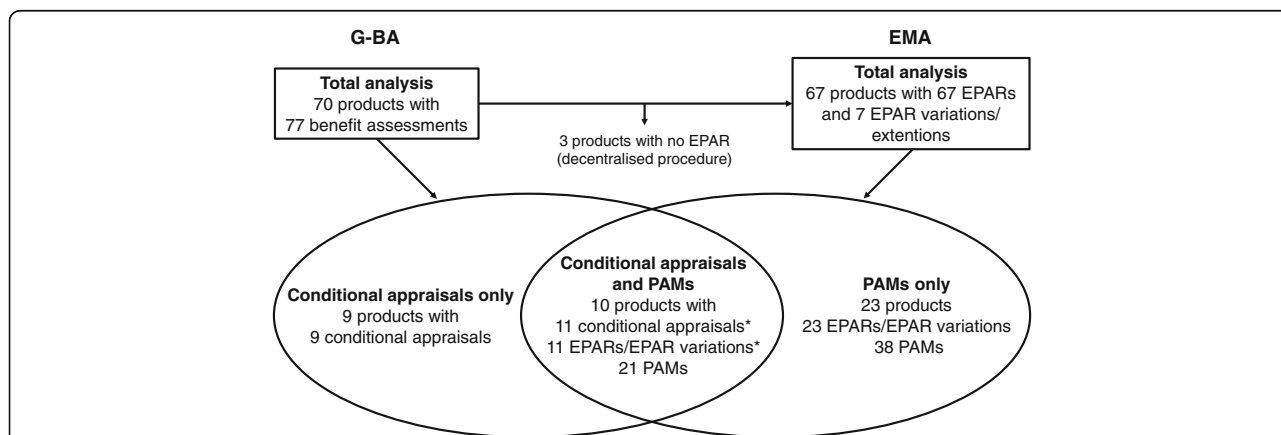 G-BA
Total analysis
70 products with
77 benefit assessments
3 products with no EPAR
(decentralised procedure)
EMA
Total analysis
67 products with 67 EPARs
and 7 EPAR variations/
extentions
Conditional appraisals only
9 products with
9 conditional appraisals
Conditional appraisals
and PAMs
10 products with
11 conditional appraisals*
11 EPARs/EPAR variations*
21 PAMs
PAMs only
23 products
23 EPARs/EPAR variations
38 PAMs